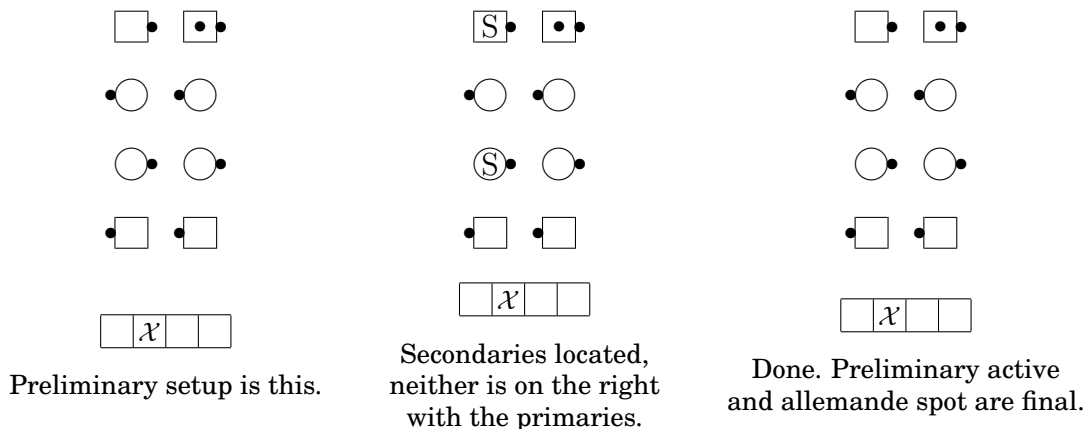 S
S
𝒳
𝒳
𝒳
Preliminary setup is this.
Secondaries located,
neither is on the right
with the primaries.
Done. Preliminary active
and allemande spot are final.